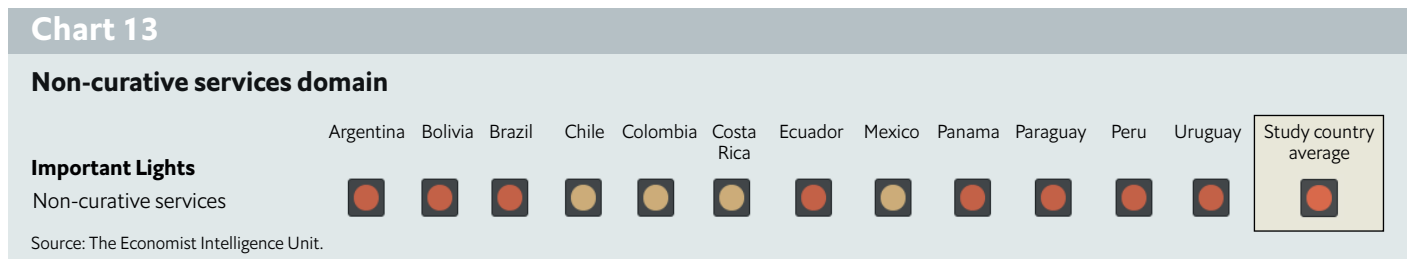 Chart 13
Non-curative services domain
Argentina Bolivia Brazil Chile Colombia Costa Rica Ecuador Mexico Panama Paraguay Peru Uruguay Study country average
Important Lights
Non-curative services
Source: The Economist Intelligence Unit.